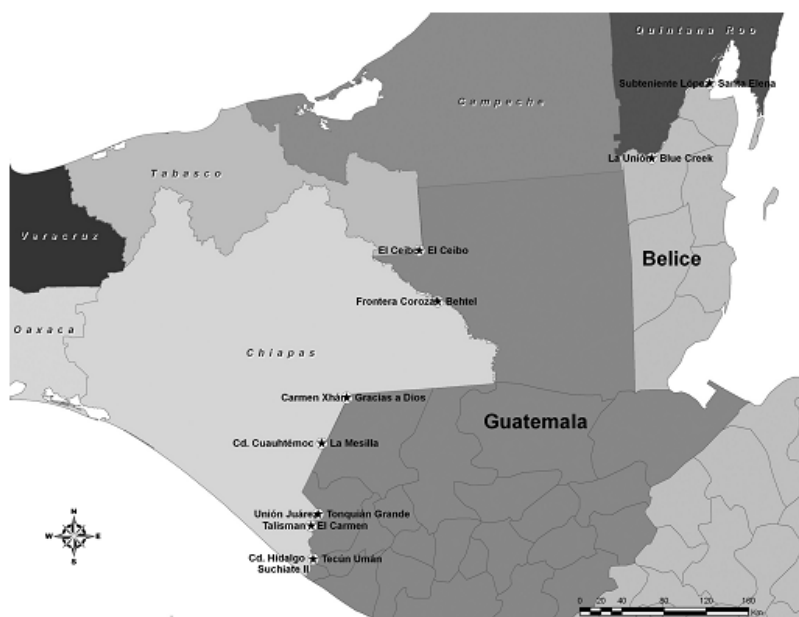 Quintana Roo
Subteniente López Santa Elena
Campeche
La Unión Blue Creek
Tabasco
Varacruz
El Ceibo El Ceibo
Belice
Frontera Corozal Behtel
Oaxaca
Chiapas
Carmen Xhán Gracias a Dios
Guatemala
Cd. Cuauhtémoc La Mesilla
Unión Juárez Tonquián Grande
Talisman El Carmen
Cd. Hidalgo Tecún Umán
Suchiate II
N
W E
S
0 20 40 80 120 160
Km